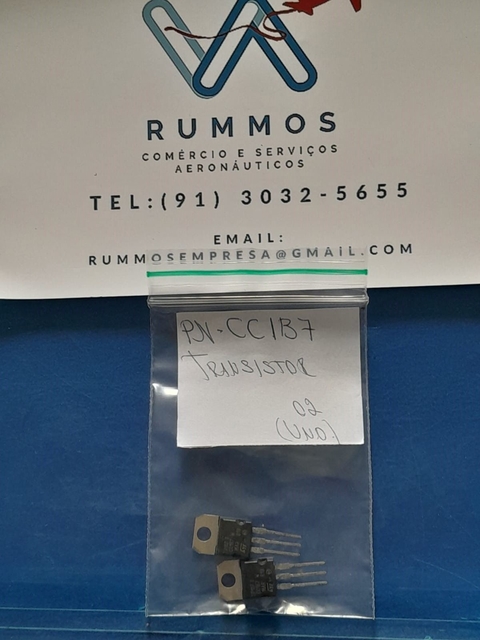 RUMMOS
COMÉRCIO E SERVIÇOS
AERONÁUTICOS
TEL:(91) 3032-5655
EMAIL:
RUMMOSEMPRESA@GMAIL.COM
PN-CC1B7
TRANSISTOR
02
(UND)